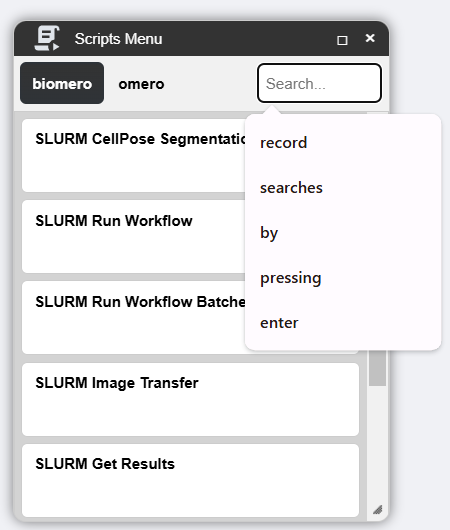 Scripts Menu
biomero
omero
Search...
SLURM CellPose Segmentatio
SLURM Run Workflow
SLURM Run Workflow Batche
SLURM Image Transfer
SLURM Get Results
record
searches
by
pressing
enter